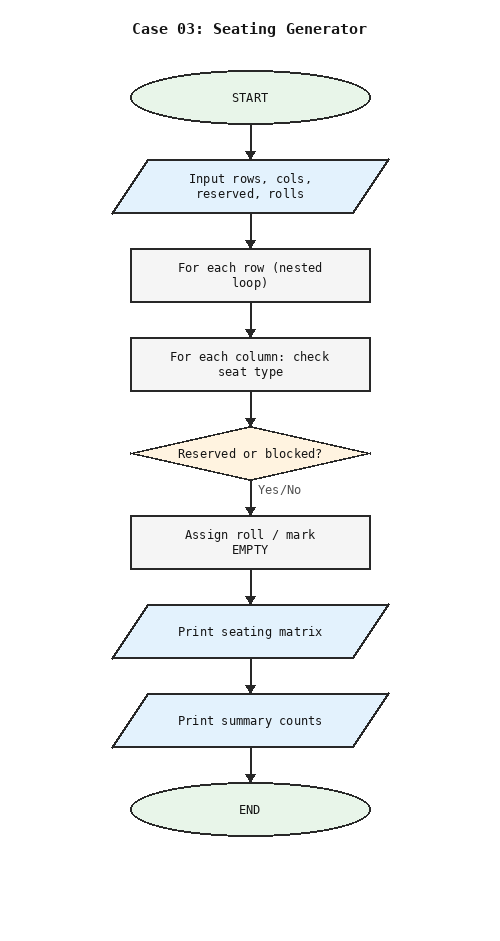 Case 03: Seating Generator
START
Input rows, cols,
reserved, rolls
For each row (nested
loop)
For each column: check
seat type
Reserved or blocked?
Yes/No
Assign roll / mark
EMPTY
Print seating matrix
Print summary counts
END